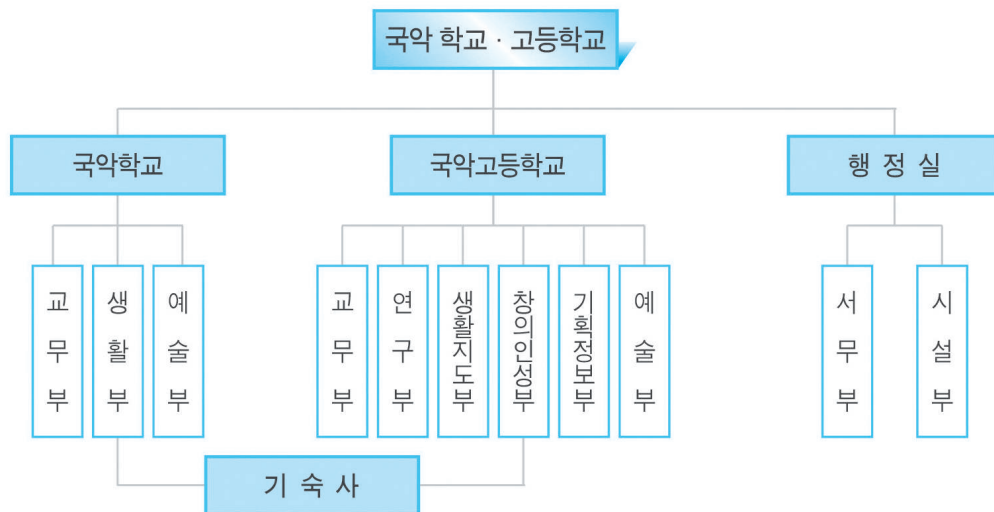 국악 학교 · 고등학교
국악학교
국악고등학교
행 정 실
교무부
생활부
예술부
교무부
연구부
생활지도부
창의인성부
기획정보부
예술부
서무부
시설부
기 숙 사